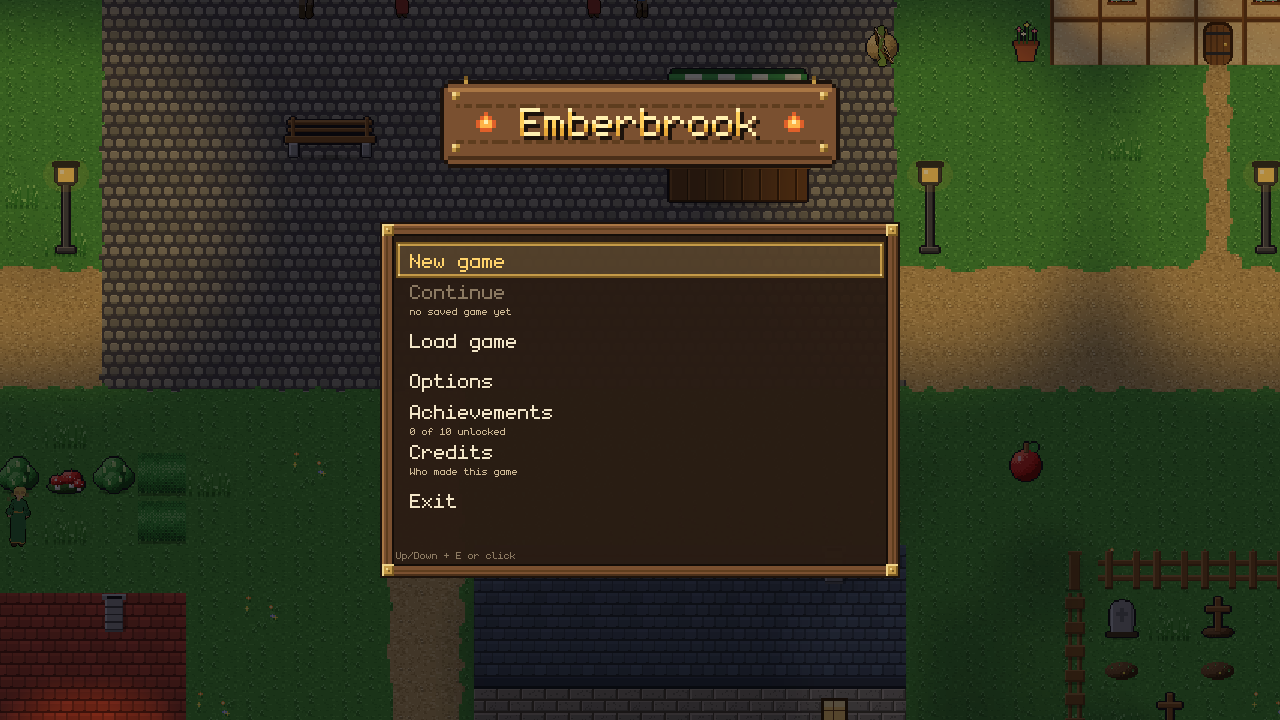 Emberbrook
New game
Continue
no saved game yet
Load game
Options
Achievements
0 of 10 unlocked
Credits
Who made this game
Exit
Up/Down + E or click